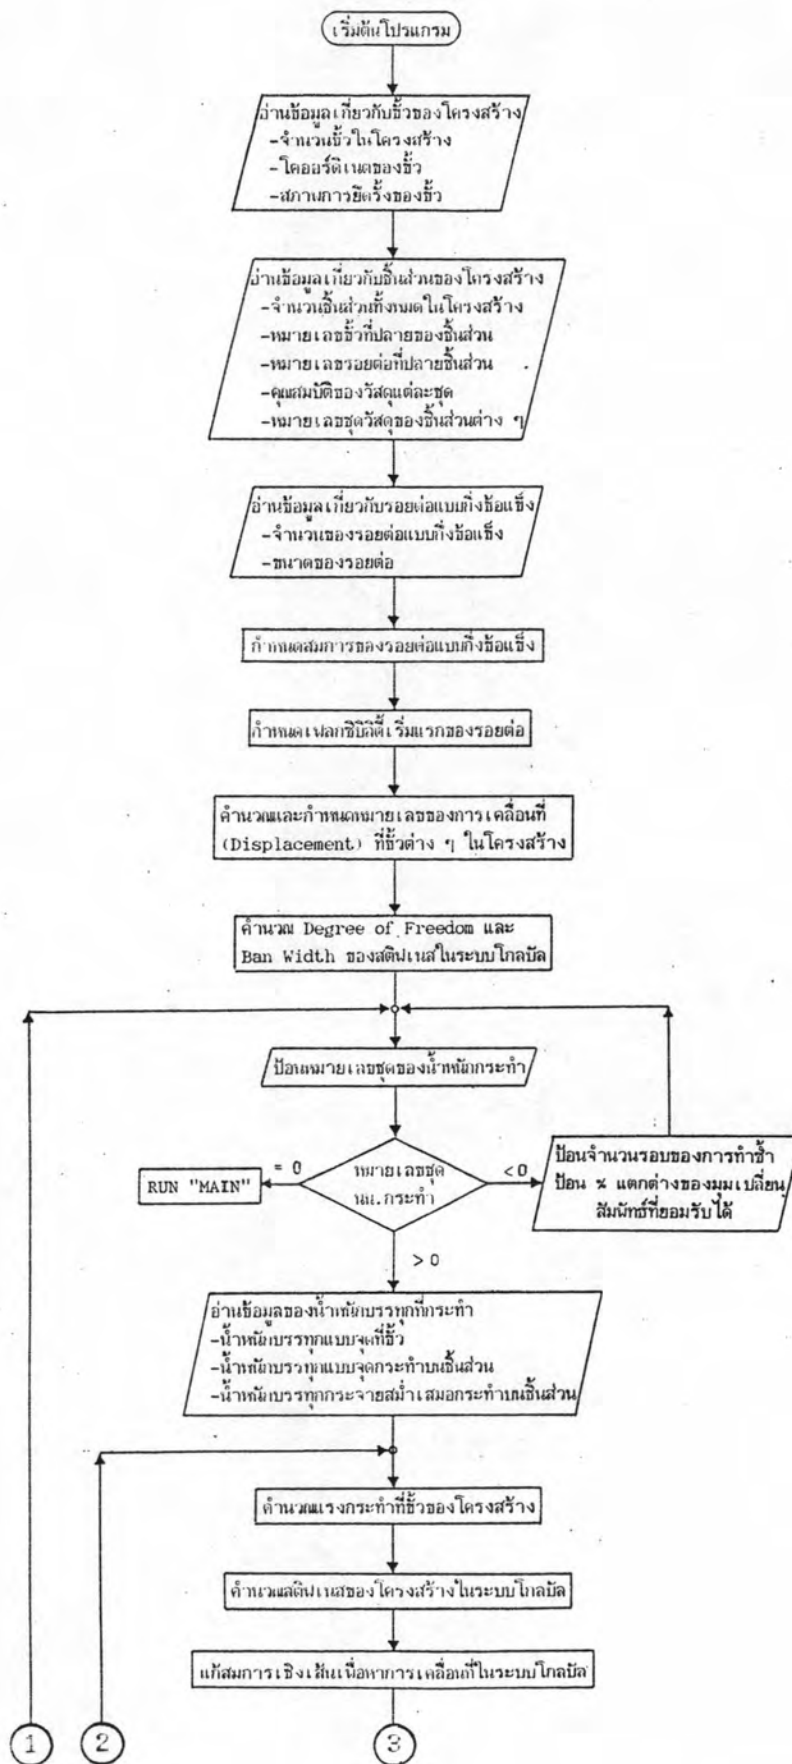 เริ่มต้นโปรแกรม
อ่านข้อมูลเกี่ยวกับขั้วของโครงสร้าง
-จำนวนขั้วในโครงสร้าง
-โคออร์ดิเนตของขั้ว
-สภาพการยึดรั้งของขั้ว
อ่านข้อมูลเกี่ยวกับชิ้นส่วนของโครงสร้าง
-จำนวนชิ้นส่วนทั้งหมดในโครงสร้าง
-หมายเลขขั้วที่ปลายของชิ้นส่วน
-หมายเลขรอยต่อที่ปลายชิ้นส่วน
-คุณสมบัติของวัสดุแต่ละชุด
-หมายเลขชุดวัสดุของชิ้นส่วนต่าง ๆ
อ่านข้อมูลเกี่ยวกับรอยต่อแบบกึ่งข้อแข็ง
-จำนวนของรอยต่อแบบกึ่งข้อแข็ง
-ขนาดของรอยต่อ
กำหนดสมการของรอยต่อแบบกึ่งข้อแข็ง
กำหนดเฟลกซิบิลิตี้เริ่มแรกของรอยต่อ
คำนวณและกำหนดหมายเลขของการเคลื่อนที่
(Displacement) ที่ขั้วต่าง ๆ ในโครงสร้าง
คำนวณ Degree of Freedom และ
Ban Width ของสติฟเนสในระบบโกลบัล
ป้อนหมายเลขชุดของน้ำหนักกระทำ
หมายเลขชุด
นน.กระทำ
= 0
RUN "MAIN"
<0
ป้อนจำนวนรอบของการทำซ้ำ
ป้อน % แตกต่างของมุมเปลี่ยน
สัมพัทธ์ที่ยอมรับได้
> 0
อ่านข้อมูลของน้ำหนักบรรทุกที่กระทำ
-น้ำหนักบรรทุกแบบจุดที่ขั้ว
-น้ำหนักบรรทุกแบบจุดกระทำบนชิ้นส่วน
-น้ำหนักบรรทุกกระจายสม่ำเสมอกระทำบนชิ้นส่วน
คำนวณแรงกระทำที่ขั้วของโครงสร้าง
คำนวณสติฟเนสของโครงสร้างในระบบโกลบัล
แก้สมการเชิงเส้นเพื่อหาการเคลื่อนที่ในระบบโกลบัล
1
2
3